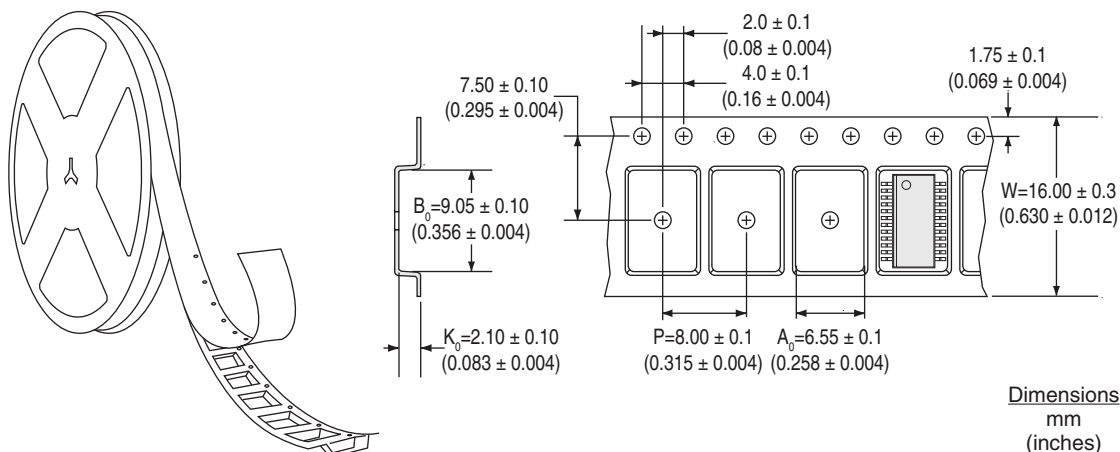 2.0 ± 0.1
(0.08 ± 0.004)
4.0 ± 0.1
(0.16 ± 0.004)
1.75 ± 0.1
(0.069 ± 0.004)
7.50 ± 0.10
(0.295 ± 0.004)
B₀=9.05 ± 0.10
(0.356 ± 0.004)
W=16.00 ± 0.3
(0.630 ± 0.012)
K₀=2.10 ± 0.10
(0.083 ± 0.004)
P=8.00 ± 0.1
(0.315 ± 0.004)
A₀=6.55 ± 0.1
(0.258 ± 0.004)
Dimensions
mm
(inches)